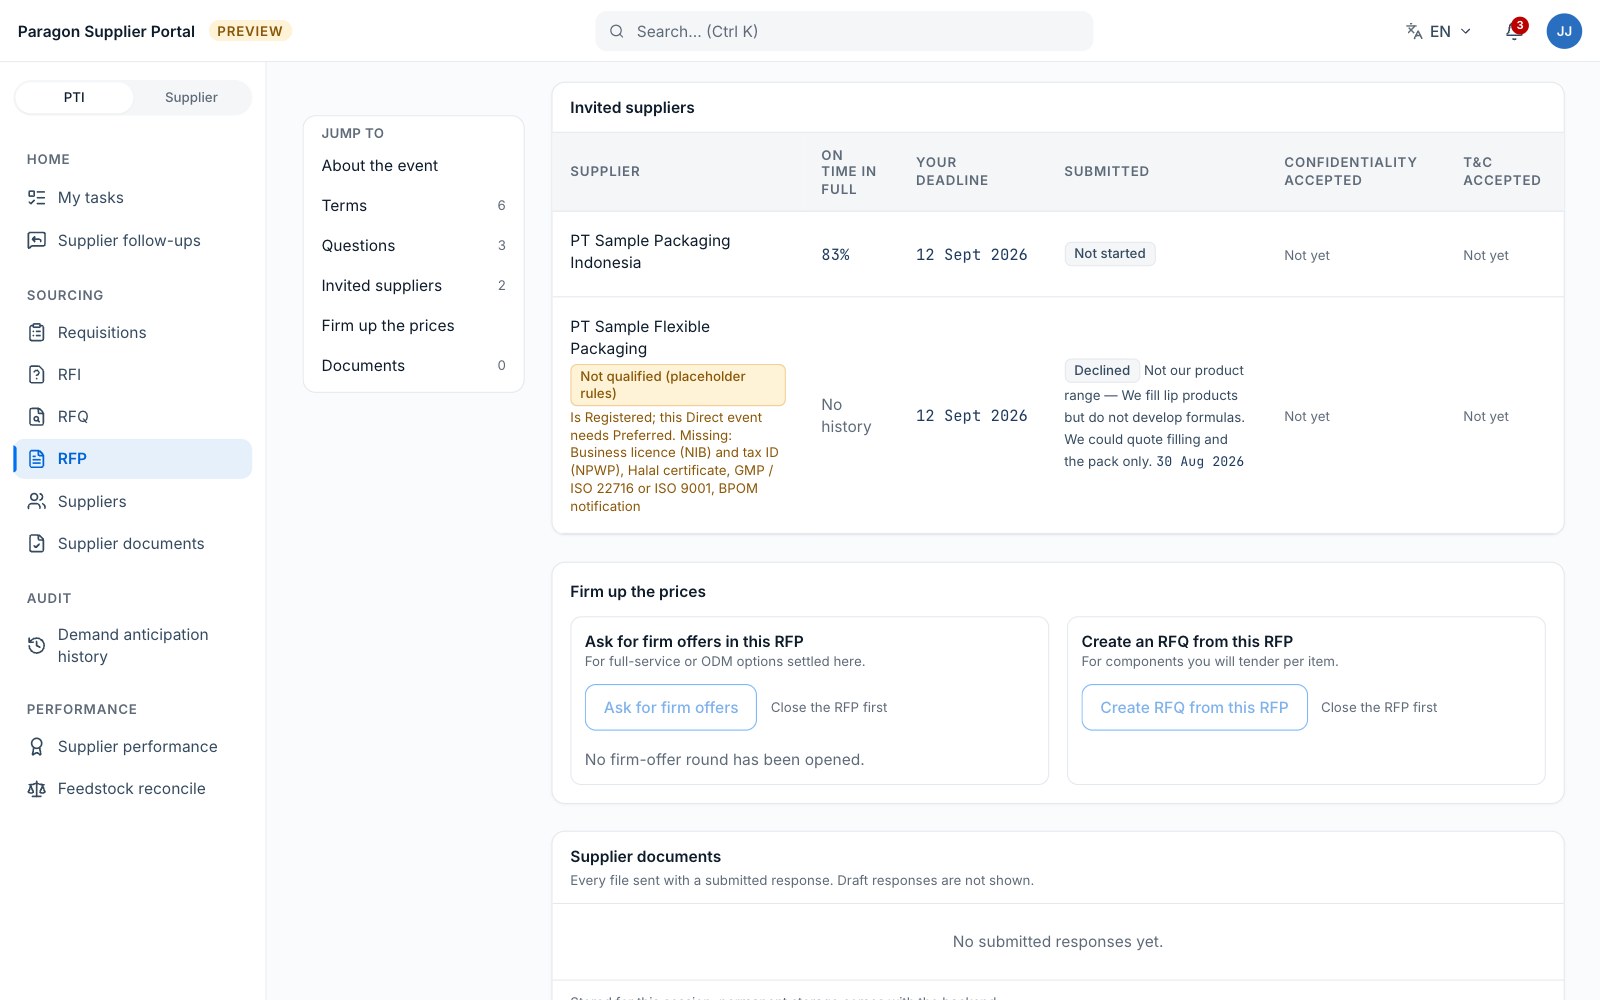 Paragon Supplier Portal
PREVIEW
Search... (Ctrl K)
EN
3
JJ
PTI
Supplier
HOME
My tasks
Supplier follow-ups
SOURCING
Requisitions
RFI
RFQ
RFP
Suppliers
Supplier documents
AUDIT
Demand anticipation
history
PERFORMANCE
Supplier performance
Feedstock reconcile
JUMP TO
About the event
Terms 6
Questions 3
Invited suppliers 2
Firm up the prices
Documents 0
Invited suppliers
SUPPLIER
ON
TIME IN
FULL
YOUR
DEADLINE
SUBMITTED
CONFIDENTIALITY
ACCEPTED
T&C
ACCEPTED
PT Sample Packaging
Indonesia
83%
12 Sept 2026
Not started
Not yet
Not yet
PT Sample Flexible
Packaging
Not qualified (placeholder
rules)
Is Registered; this Direct event
needs Preferred. Missing:
Business licence (NIB) and tax ID
(NPWP), Halal certificate, GMP /
ISO 22716 or ISO 9001, BPOM
notification
No
history
12 Sept 2026
Declined Not our product
range — We fill lip products
but do not develop formulas.
We could quote filling and
the pack only. 30 Aug 2026
Not yet
Not yet
Firm up the prices
Ask for firm offers in this RFP
For full-service or ODM options settled here.
Ask for firm offers
Close the RFP first
No firm-offer round has been opened.
Create an RFQ from this RFP
For components you will tender per item.
Create RFQ from this RFP
Close the RFP first
Supplier documents
Every file sent with a submitted response. Draft responses are not shown.
No submitted responses yet.